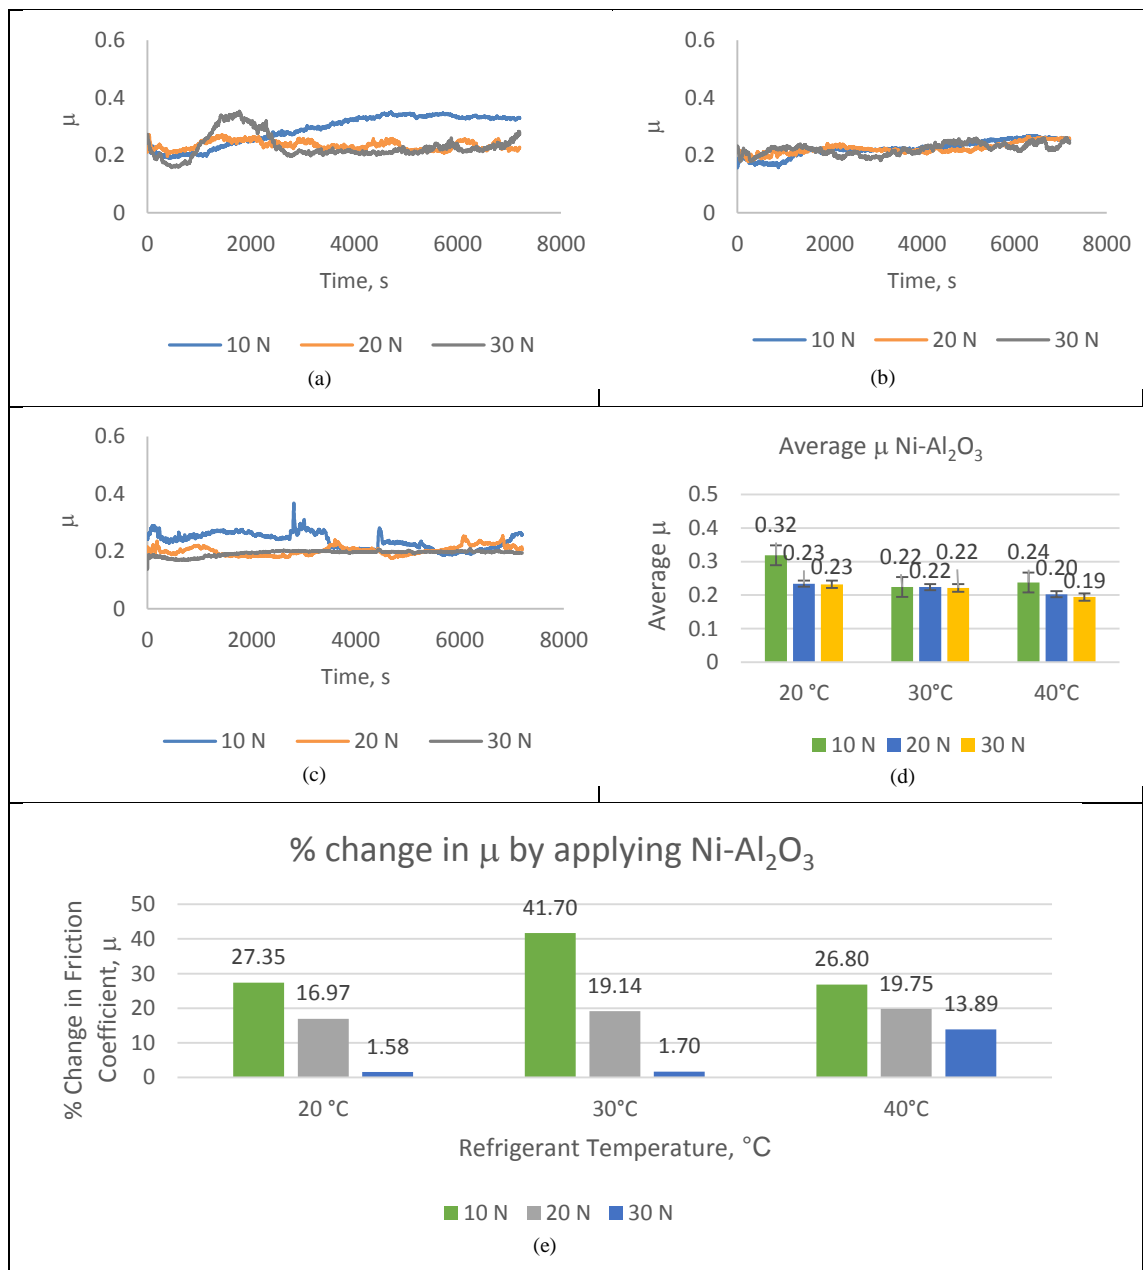 0.6
0.4
0.2
0
μ
0 2000 4000 6000 8000
Time, s
10 N 20 N 30 N
(a)
0.6
0.4
0.2
0
μ
0 2000 4000 6000 8000
Time, s
10 N 20 N 30 N
(b)
0.6
0.4
0.2
0
μ
0 2000 4000 6000 8000
Time, s
10 N 20 N 30 N
(c)
Average μ Ni-Al₂O₃
0.5
0.4
0.3
0.2
0.1
0
Average μ
0.32 0.23 0.23 0.22 0.22 0.22 0.24 0.20 0.19
20 °C 30°C 40°C
10 N 20 N 30 N
(d)
% change in μ by applying Ni-Al₂O₃
% Change in Friction
Coefficient, μ
50
40
30
20
10
0
27.35 16.97 1.58 41.70 19.14 1.70 26.80 19.75 13.89
20 °C 30°C 40°C
Refrigerant Temperature, °C
10 N 20 N 30 N
(e)